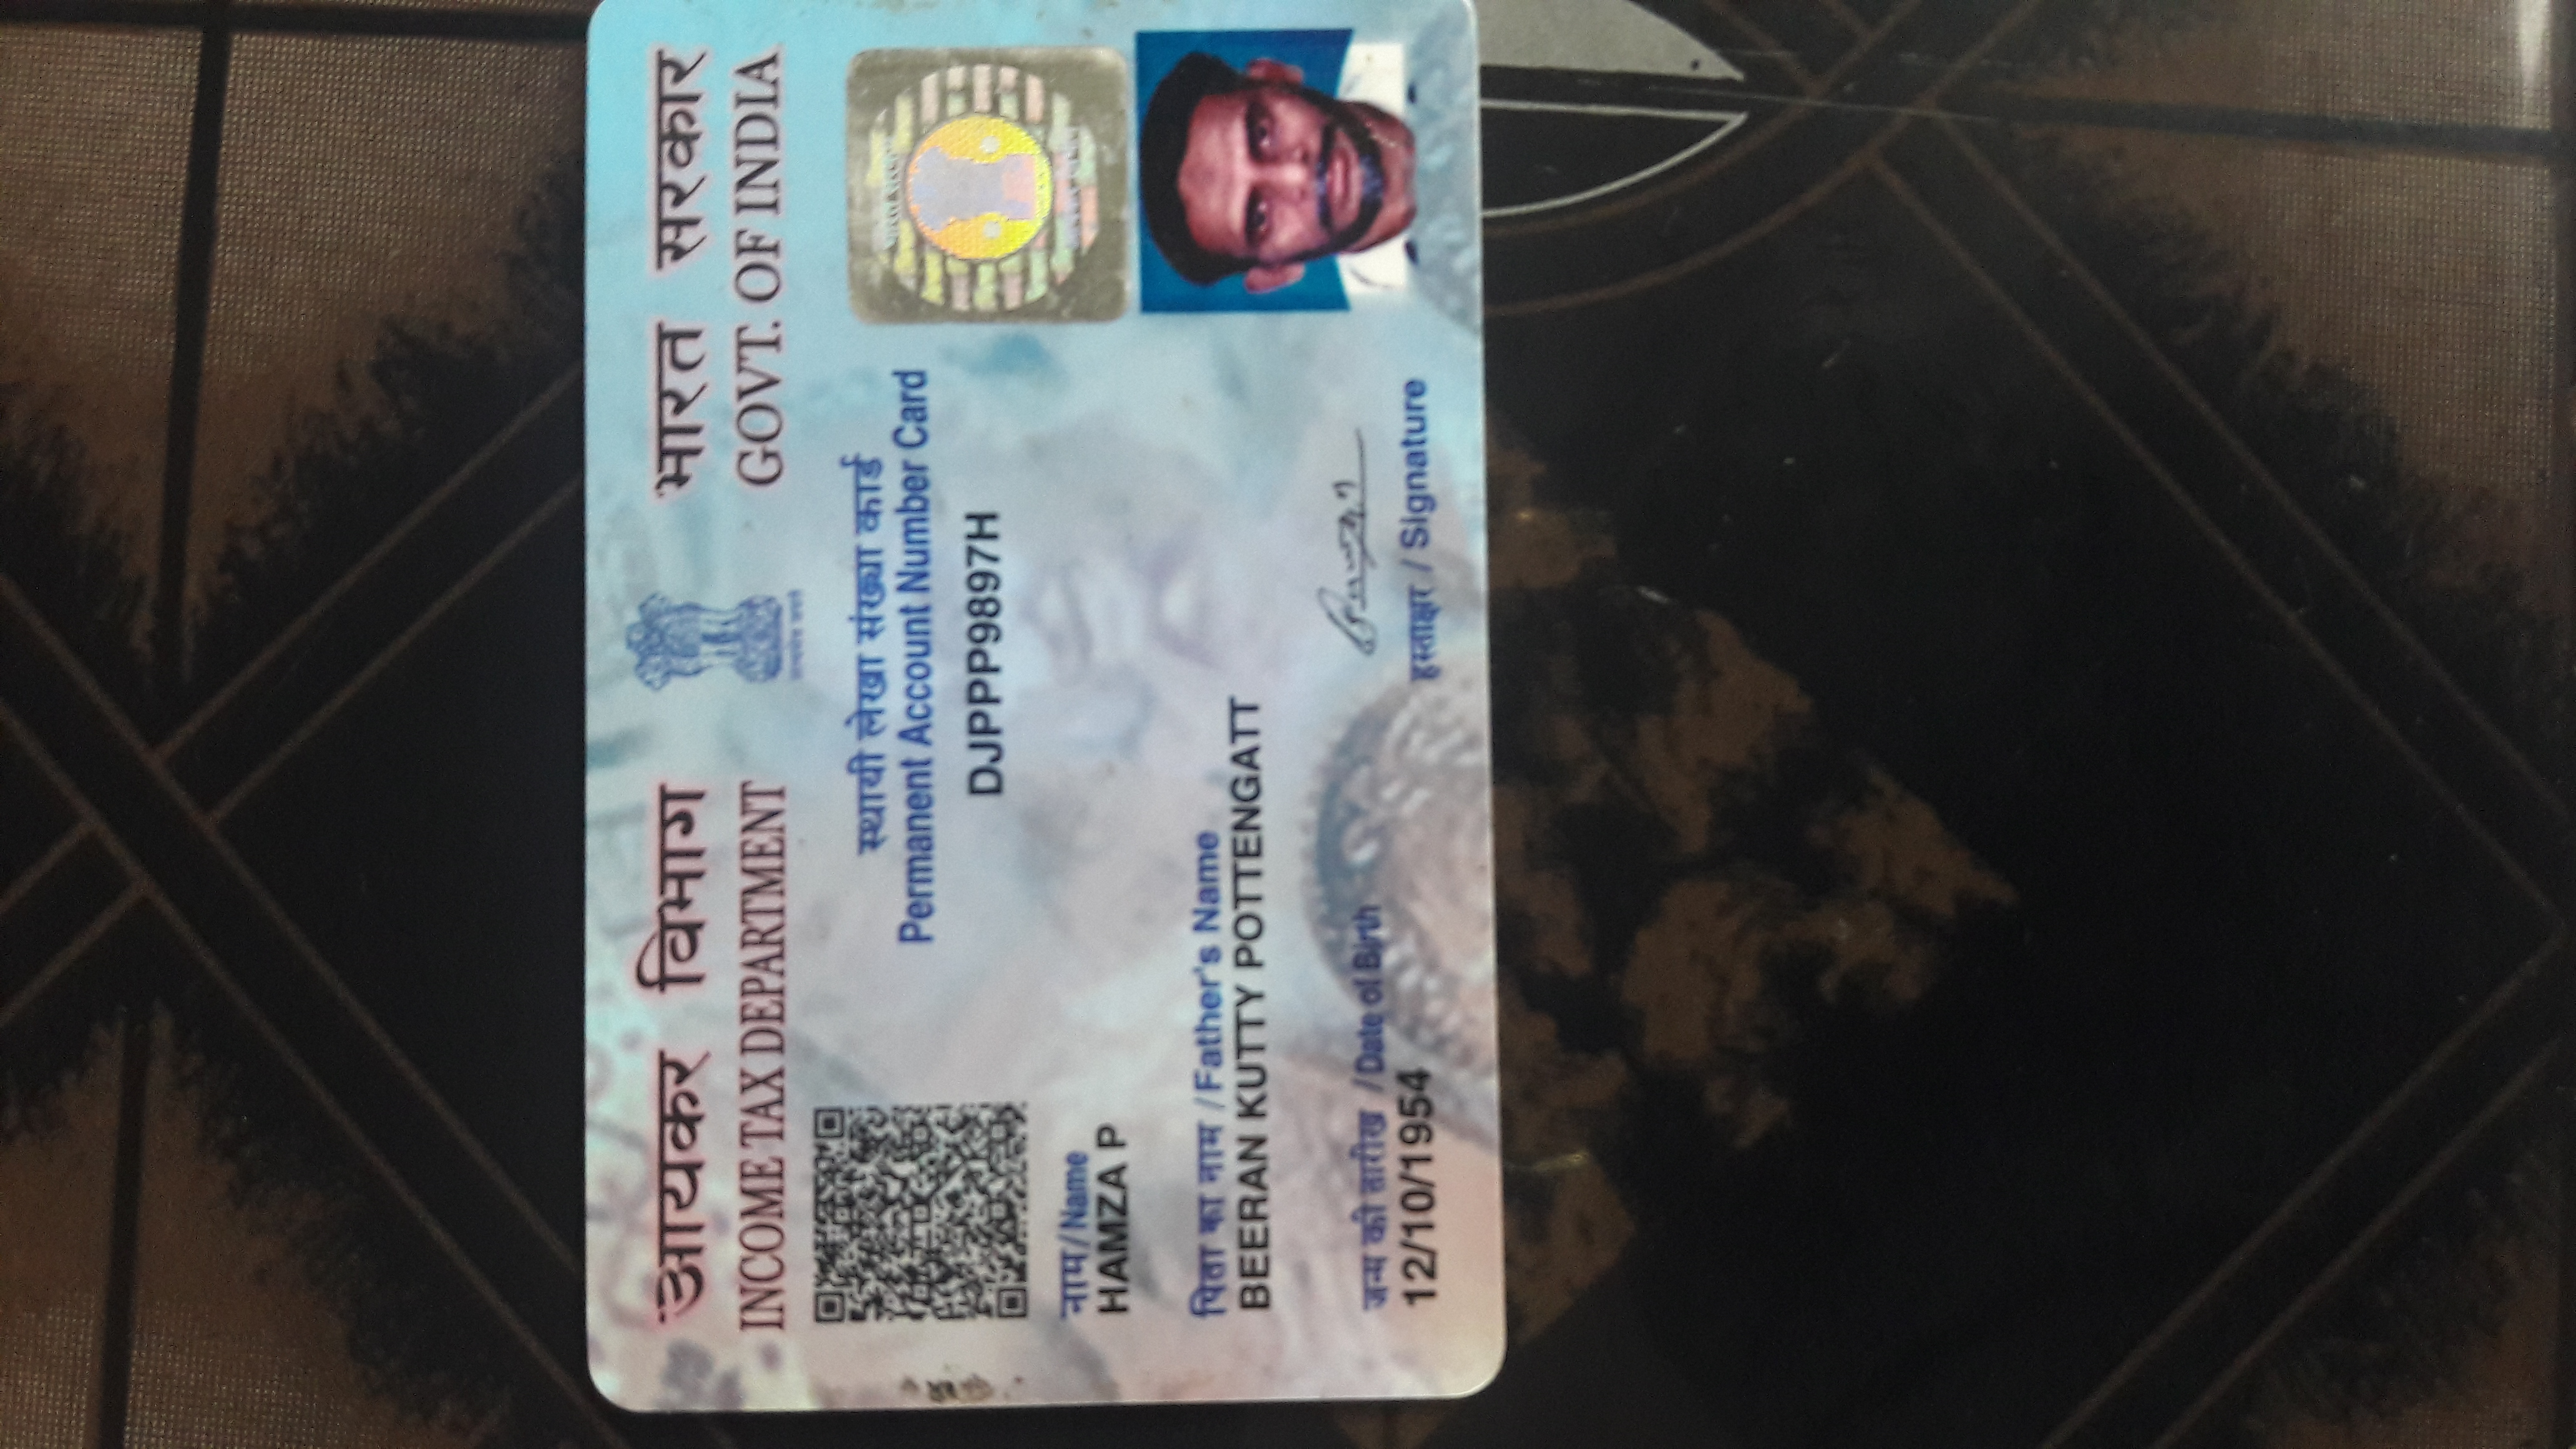 आयकर विभाग
INCOME TAX DEPARTMENT
सत्यमेव जयते
भारत सरकार
GOVT. OF INDIA
स्थायी लेखा संख्या कार्ड
Permanent Account Number Card
DJPPP9897H
नाम/Name
HAMZA P
पिता का नाम /Father's Name
BEERAN KUTTY POTTENGATT
जन्म की तारीख /Date of Birth
12/10/1954
हस्ताक्षर / Signature